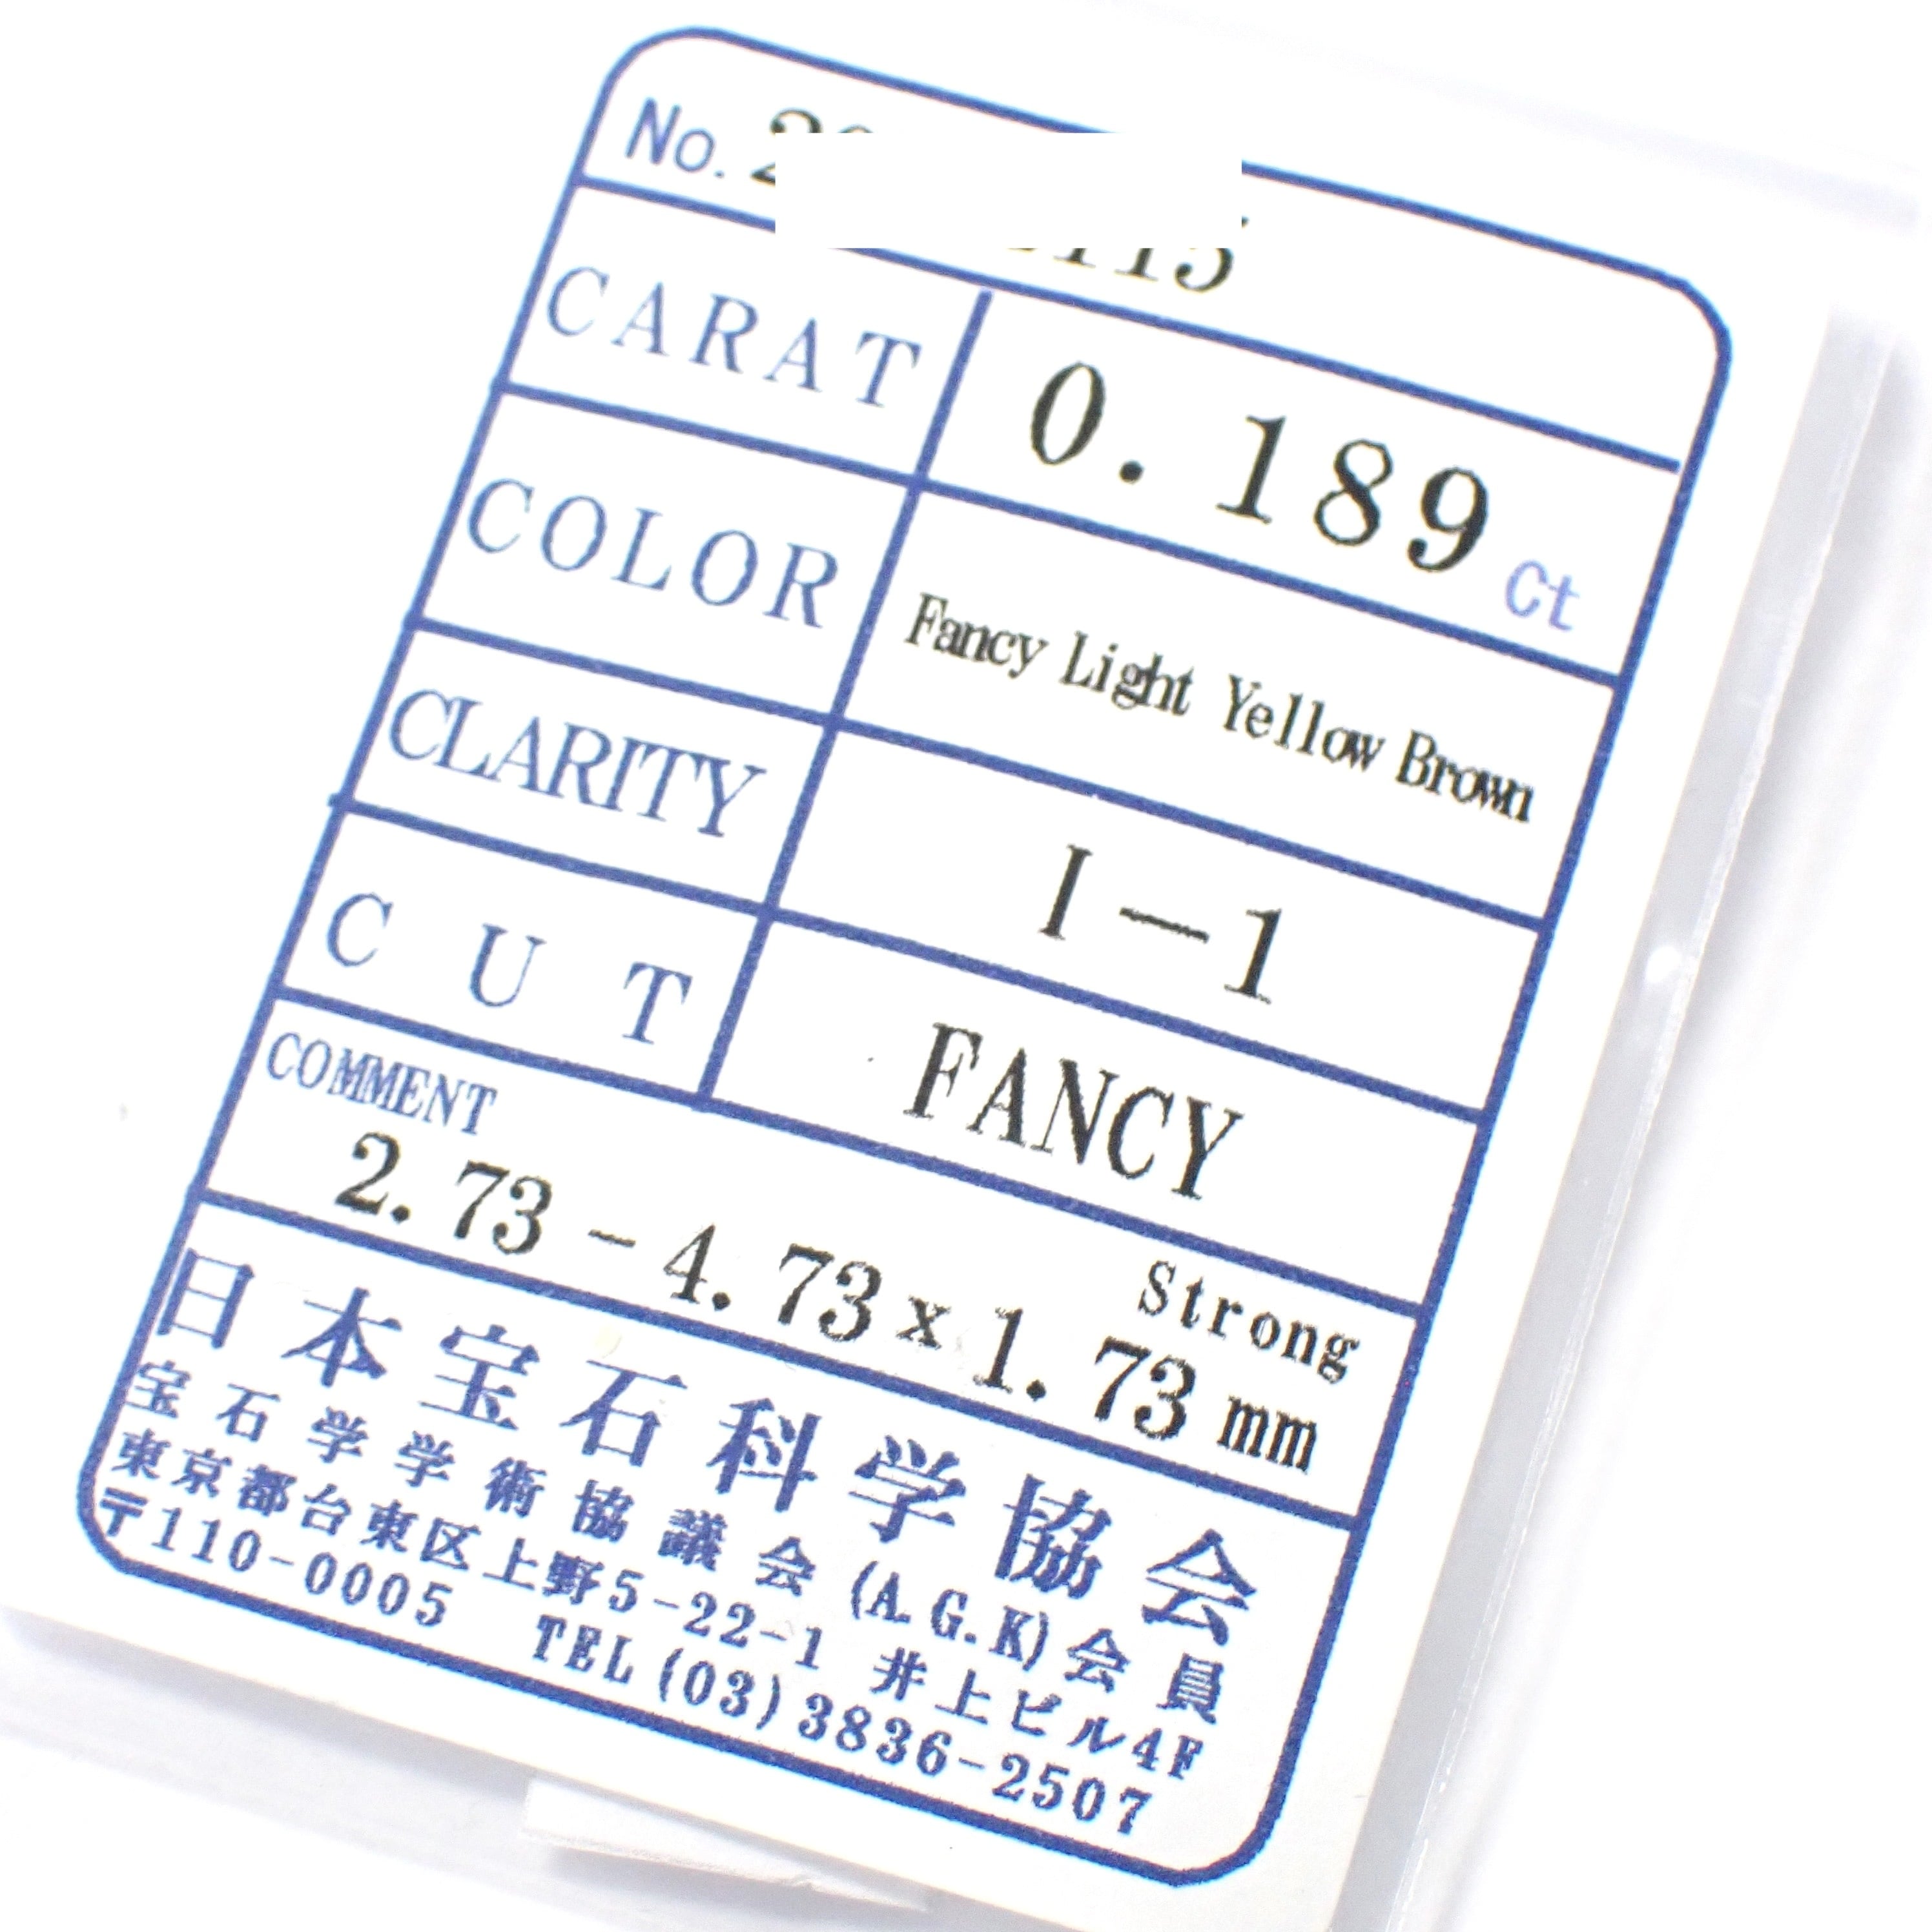 No.
CARAT 0.189 Ct
COLOR Fancy Light Yellow Brown
CLARITY I-1
CUT FANCY
COMMENT
Strong
2.73-4.73x1.73 mm
日本宝石科学協会
宝石学学術協議会(A.G.K)会員
東京都台東区上野5-22-1 井上ビル4F
〒110-0005 TEL(03)3836-2507